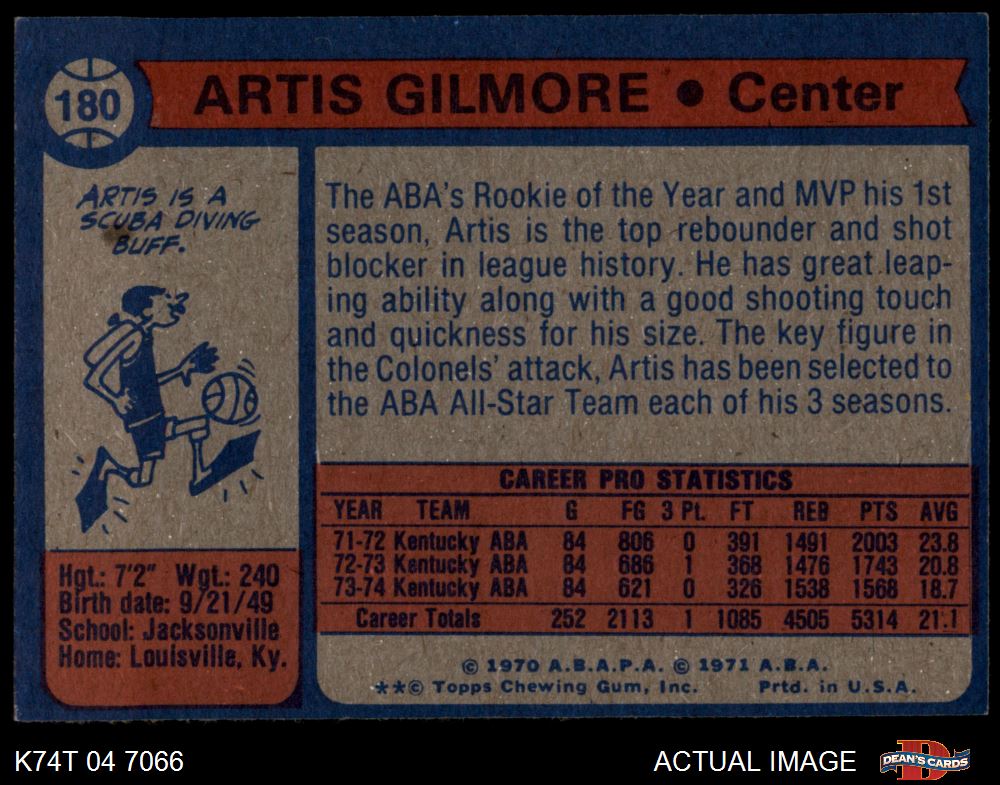 180
ARTIS GILMORE • Center
ARTIS IS A
SCUBA DIVING
BUFF.
The ABA's Rookie of the Year and MVP his 1st
season, Artis is the top rebounder and shot
blocker in league history. He has great leap-
ing ability along with a good shooting touch
and quickness for his size. The key figure in
the Colonels' attack, Artis has been selected to
the ABA All-Star Team each of his 3 seasons.
Hgt.: 7'2" Wgt.: 240
Birth date: 9/21/49
School: Jacksonville
Home: Louisville, Ky.
CAREER PRO STATISTICS
YEAR TEAM G FG 3 Pt. FT REB PTS AVG
71-72 Kentucky ABA 84 806 0 391 1491 2003 23.8
72-73 Kentucky ABA 84 686 1 368 1476 1743 20.8
73-74 Kentucky ABA 84 621 0 326 1538 1568 18.7
Career Totals 252 2113 1 1085 4505 5314 21.1
© 1970 A.B.A.P.A. © 1971 A.B.A.
**© Topps Chewing Gum, Inc. Prtd. in U.S.A.
K74T 04 7066
ACTUAL IMAGE
DEAN'S CARDS